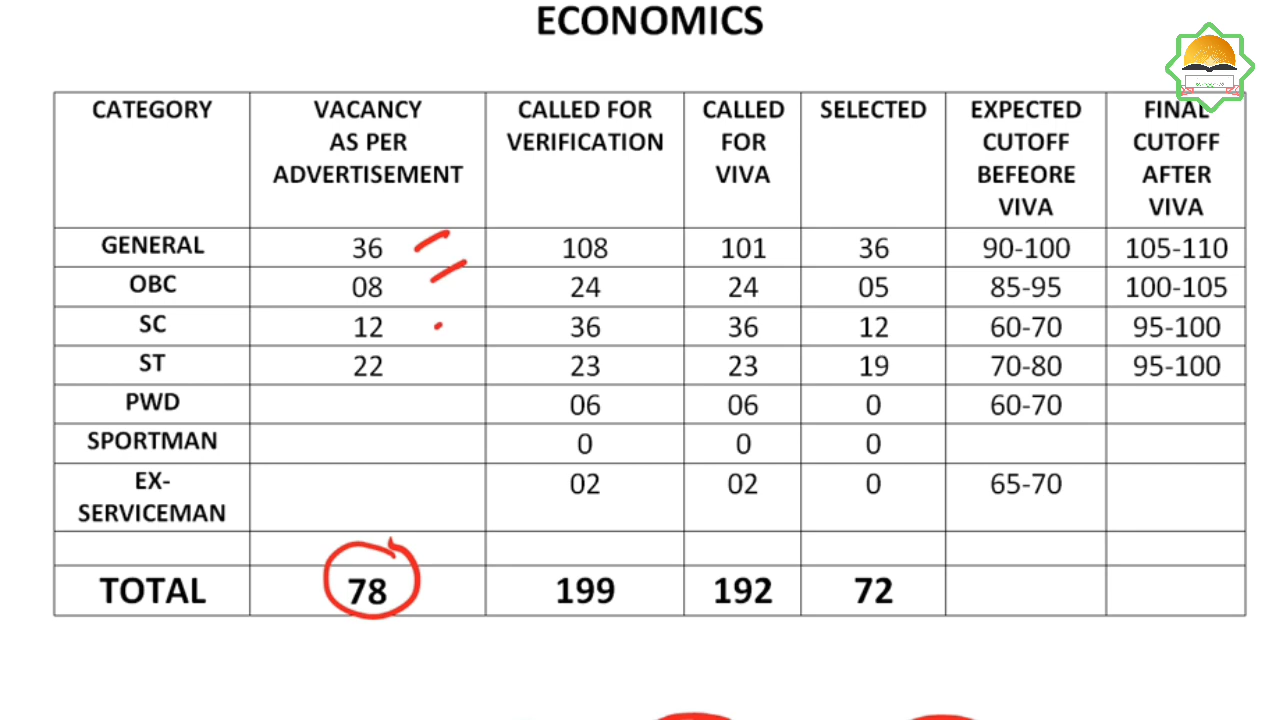 ECONOMICS
CATEGORY VACANCY AS PER ADVERTISEMENT CALLED FOR VERIFICATION CALLED FOR VIVA SELECTED EXPECTED CUTOFF BEFEORE VIVA FINAL CUTOFF AFTER VIVA
GENERAL 36 108 101 36 90-100 105-110
OBC 08 24 24 05 85-95 100-105
SC 12 36 36 12 60-70 95-100
ST 22 23 23 19 70-80 95-100
PWD 06 06 0 60-70
SPORTMAN 0 0 0
EX-SERVICEMAN 02 02 0 65-70
TOTAL 78 199 192 72